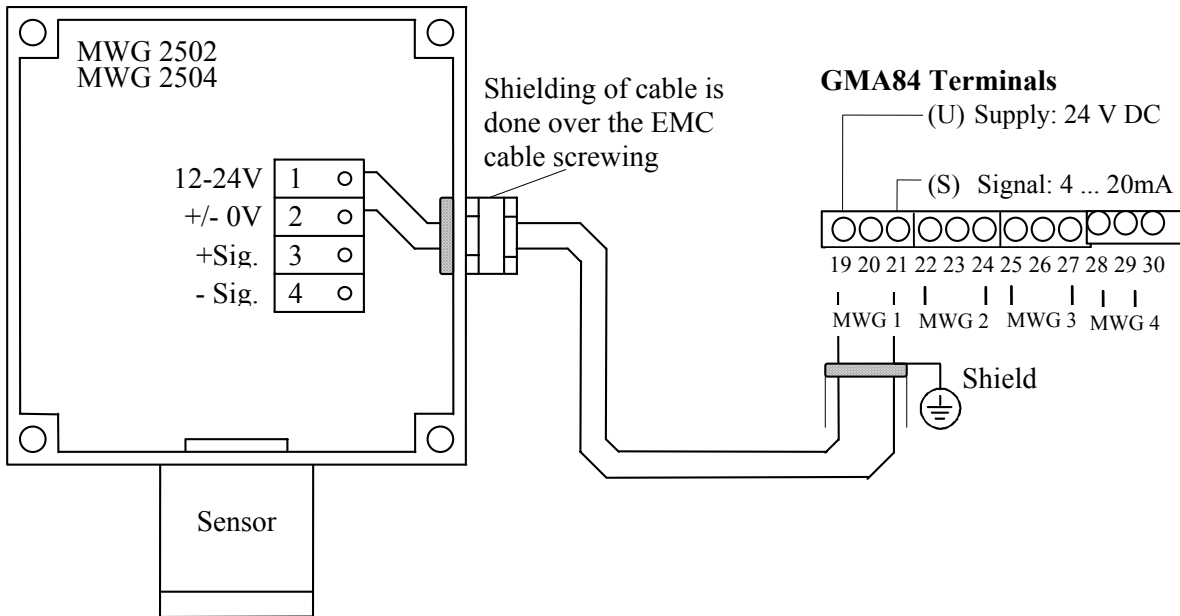 MWG 2502
MWG 2504
12-24V 1
+/- 0V 2
+Sig. 3
- Sig. 4
Sensor
Shielding of cable is
done over the EMC
cable screwing
GMA84 Terminals
(U) Supply: 24 V DC
(S) Signal: 4 ... 20mA
19 20 21 22 23 24 25 26 27 28 29 30
MWG 1 MWG 2 MWG 3 MWG 4
Shield